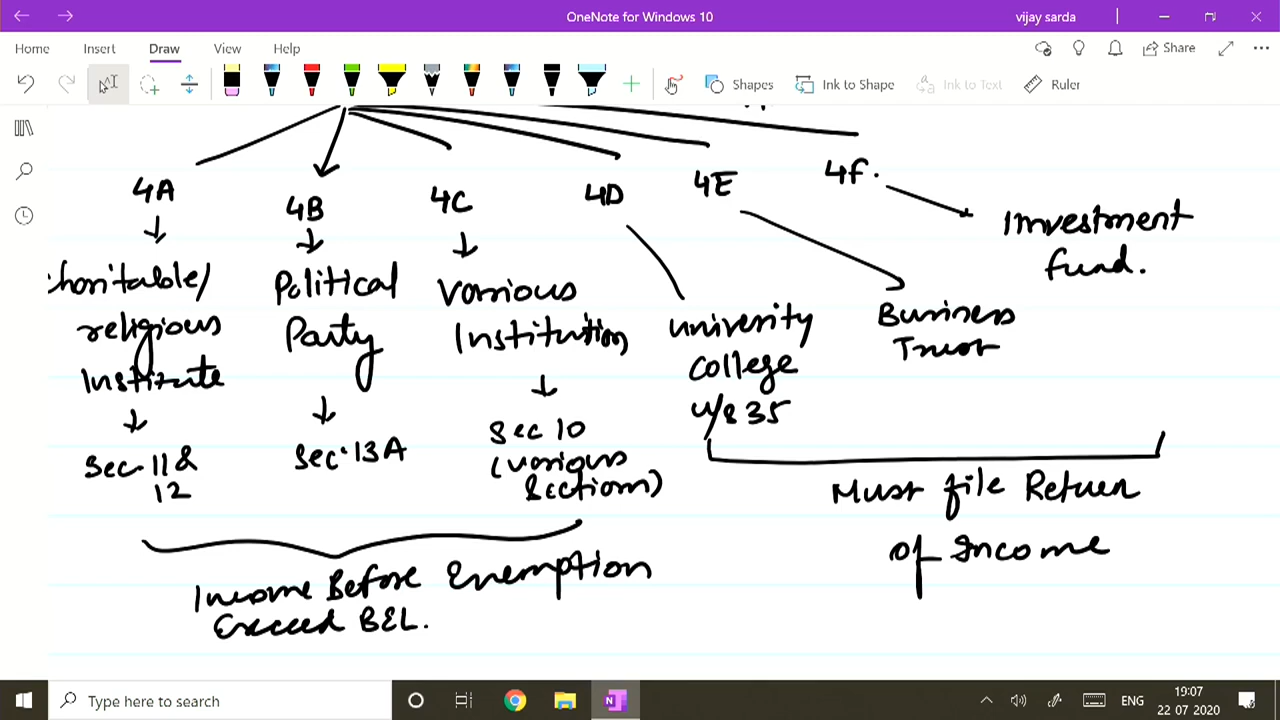 OneNote for Windows 10
vijay sarda
Home
Insert
Draw
View
Help
Share
Shapes
Ink to Shape
Ink to Text
Ruler
4A
4B
4C
4D
4E
4F.
Charitable/
religious
Institute
Sec. 11 &
12
Political
Party
Sec. 13A
Various
Institution
Sec 10
(various
Sections)
univerity
College
u/s 35
Business
Trust
Investment
fund.
Income Before Exemption
Exceed BEL.
Must file Return
of Income
Type here to search
ENG
19:07
22 07 2020